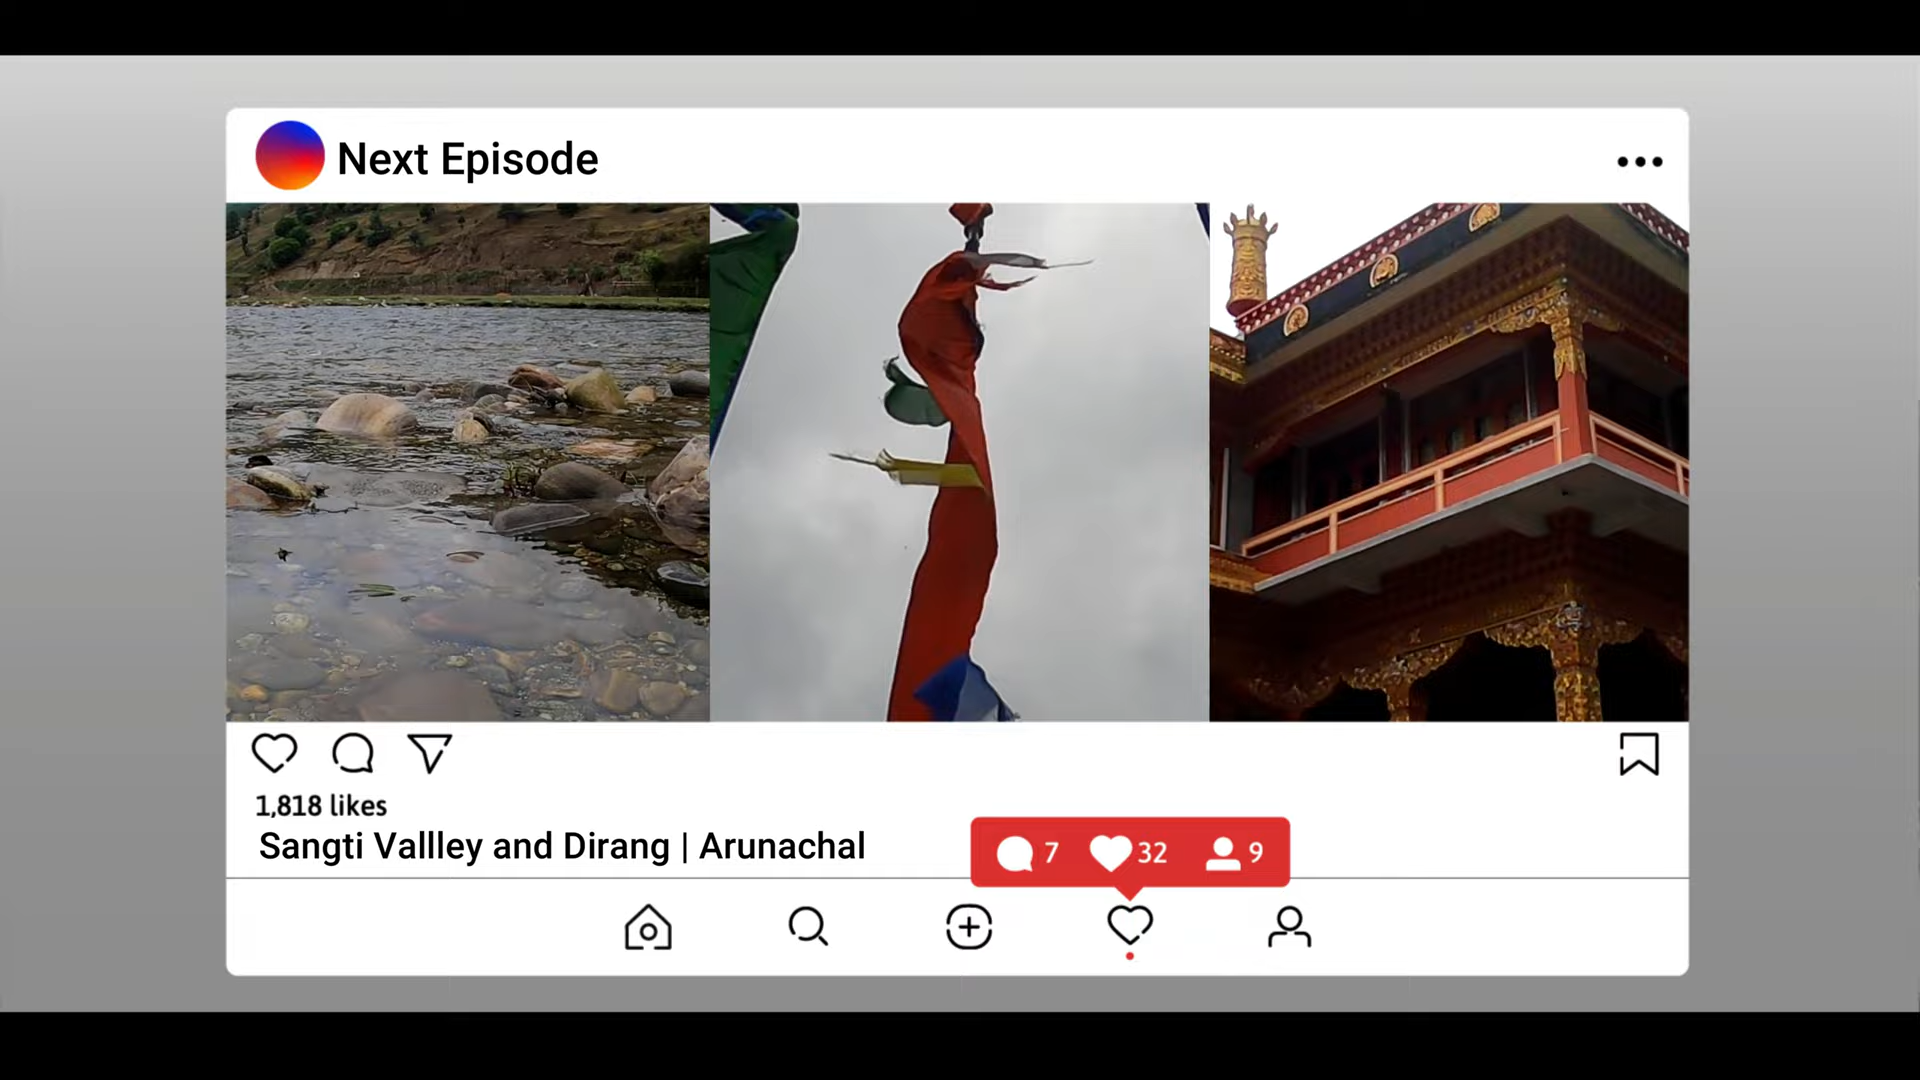 Next Episode
1,818 likes
Sangti Vallley and Dirang | Arunachal
7 32 9